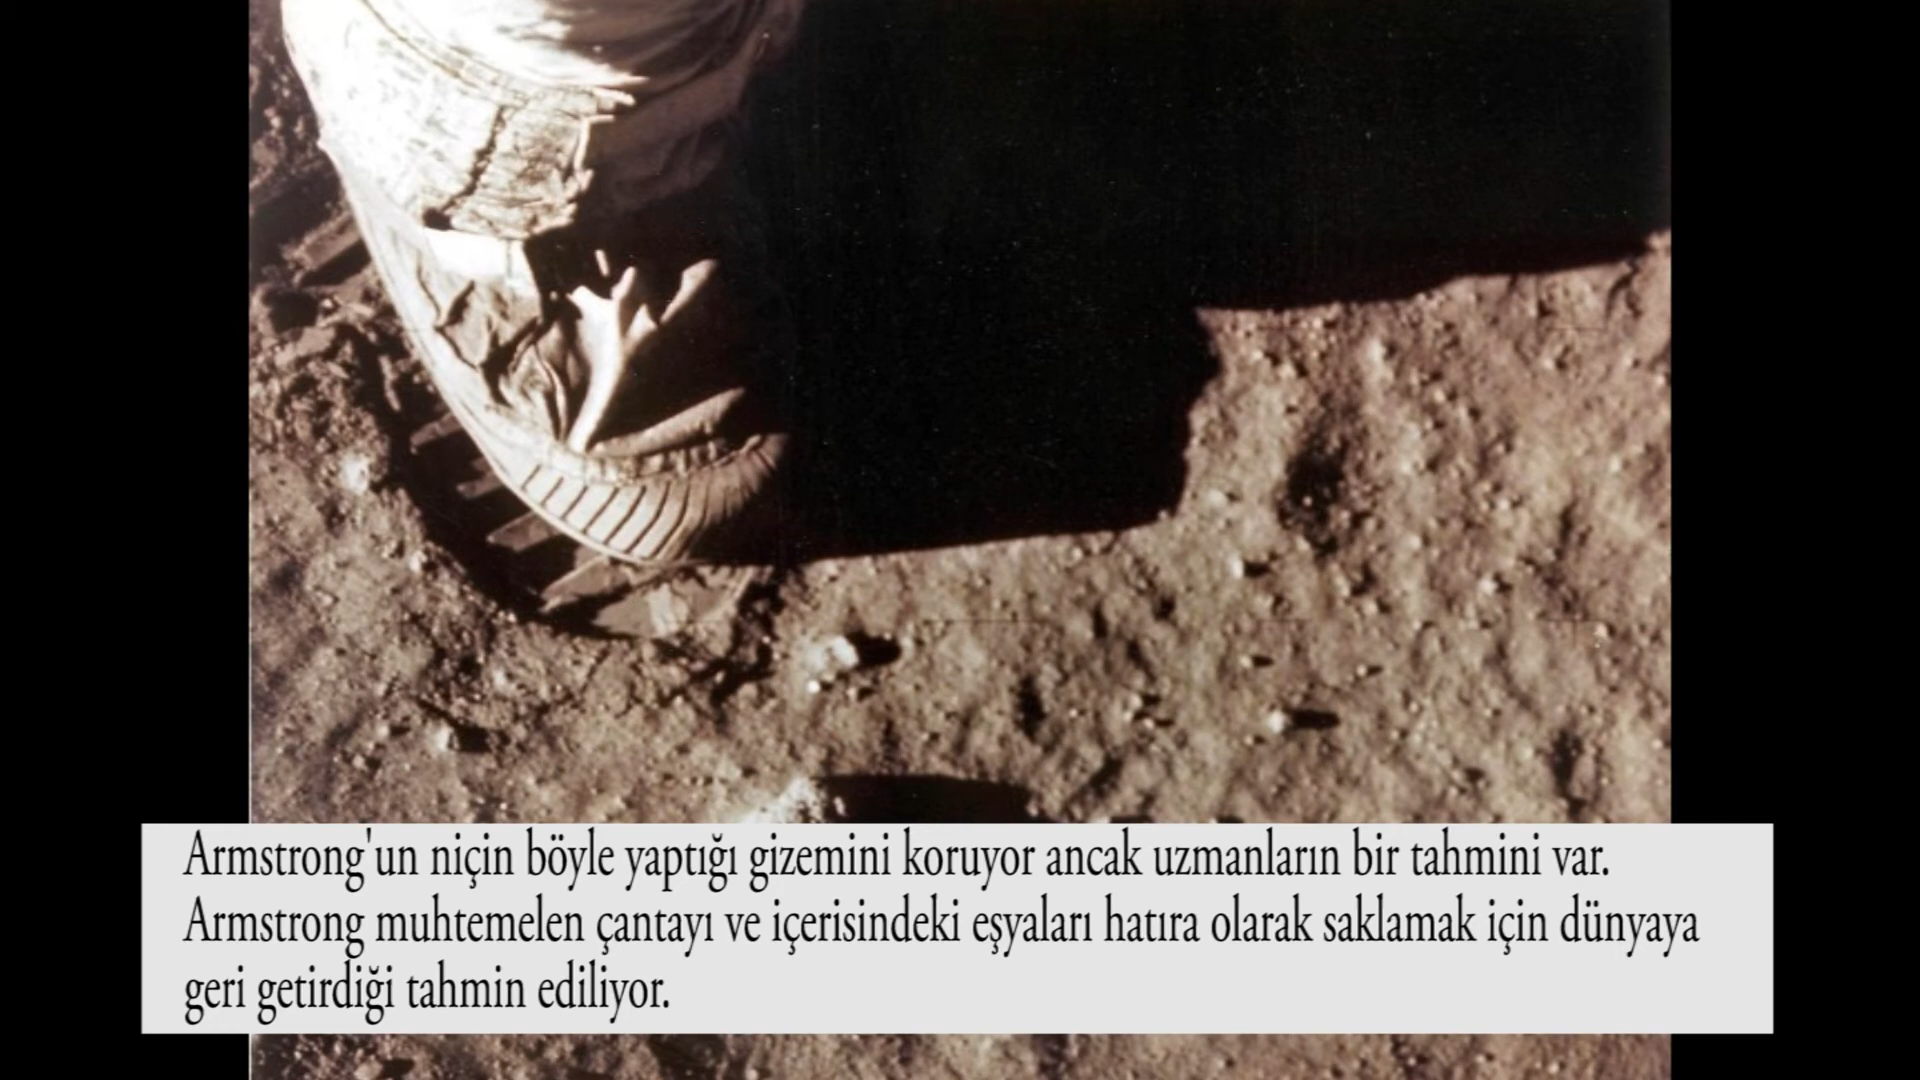 Armstrong'un niçin böyle yaptığı gizemini koruyor ancak uzmanların bir tahmini var.
Armstrong muhtemelen çantayı ve içerisindeki eşyaları hatıra olarak saklamak için dünyaya
geri getirdiği tahmin ediliyor.